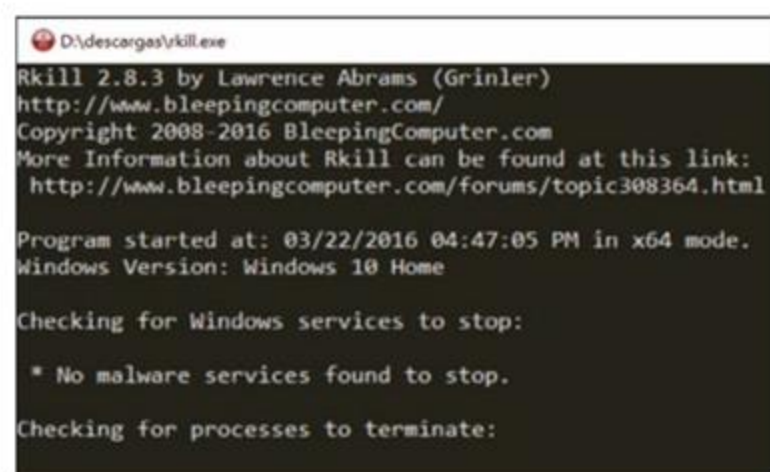 D:\descargas\rkill.exe
Rkill 2.8.3 by Lawrence Abrams (Grinler)
http://www.bleepingcomputer.com/
Copyright 2008-2016 BleepingComputer.com
More Information about Rkill can be found at this link:
http://www.bleepingcomputer.com/forums/topic308364.html
Program started at: 03/22/2016 04:47:05 PM in x64 mode.
Windows Version: Windows 10 Home
Checking for Windows services to stop:
* No malware services found to stop.
Checking for processes to terminate: